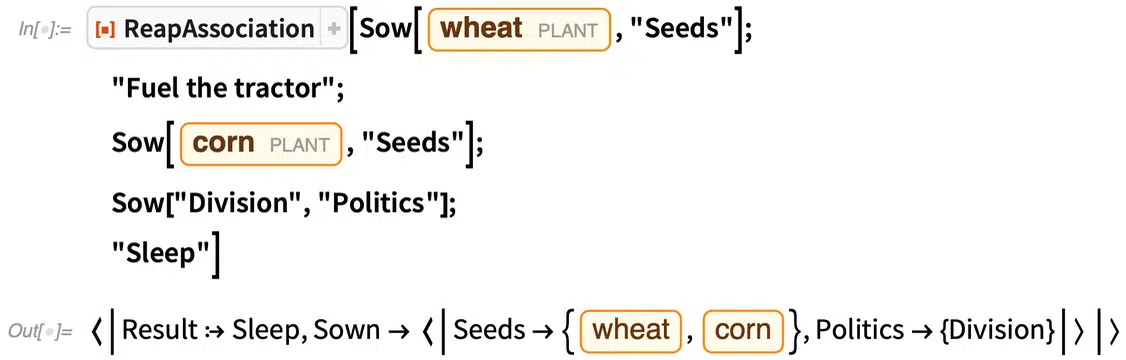 In[•]:= [▪] ReapAssociation + [Sow[ wheat PLANT , "Seeds"];
"Fuel the tractor";
Sow[ corn PLANT , "Seeds"];
Sow["Division", "Politics"];
"Sleep"]
Out[•]= <|Result :→ Sleep, Sown → <|Seeds → { wheat , corn }, Politics → {Division}|>|>